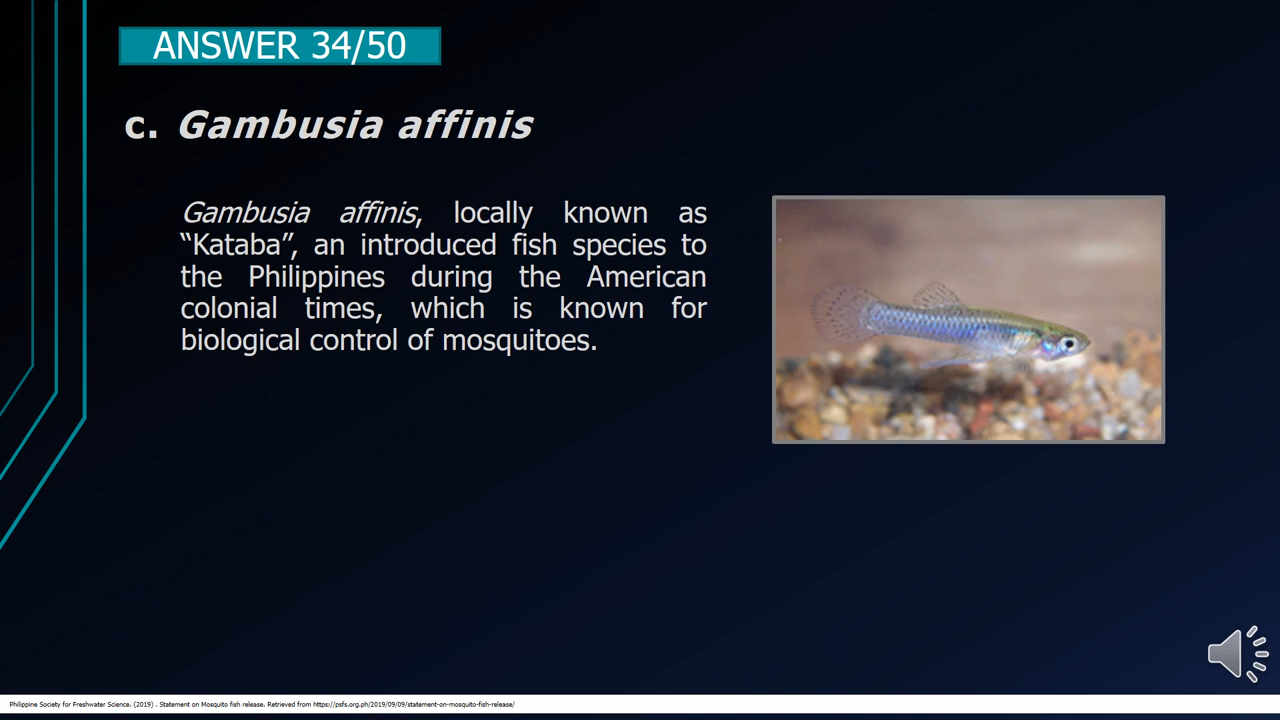 ANSWER 34/50
c. Gambusia affinis
Gambusia affinis, locally known as
“Kataba”, an introduced fish species to
the Philippines during the American
colonial times, which is known for
biological control of mosquitoes.
Philippine Society for Freshwater Science. (2019) . Statement on Mosquito fish release. Retrieved from https://psfs.org.ph/2019/09/09/statement-on-mosquito-fish-release/